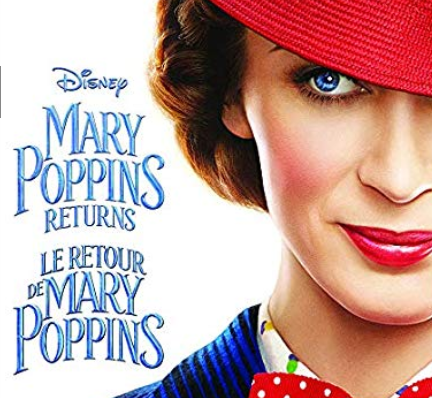 Disney
MARY
POPPINS
RETURNS
LE RETOUR
DE MARY
POPPINS